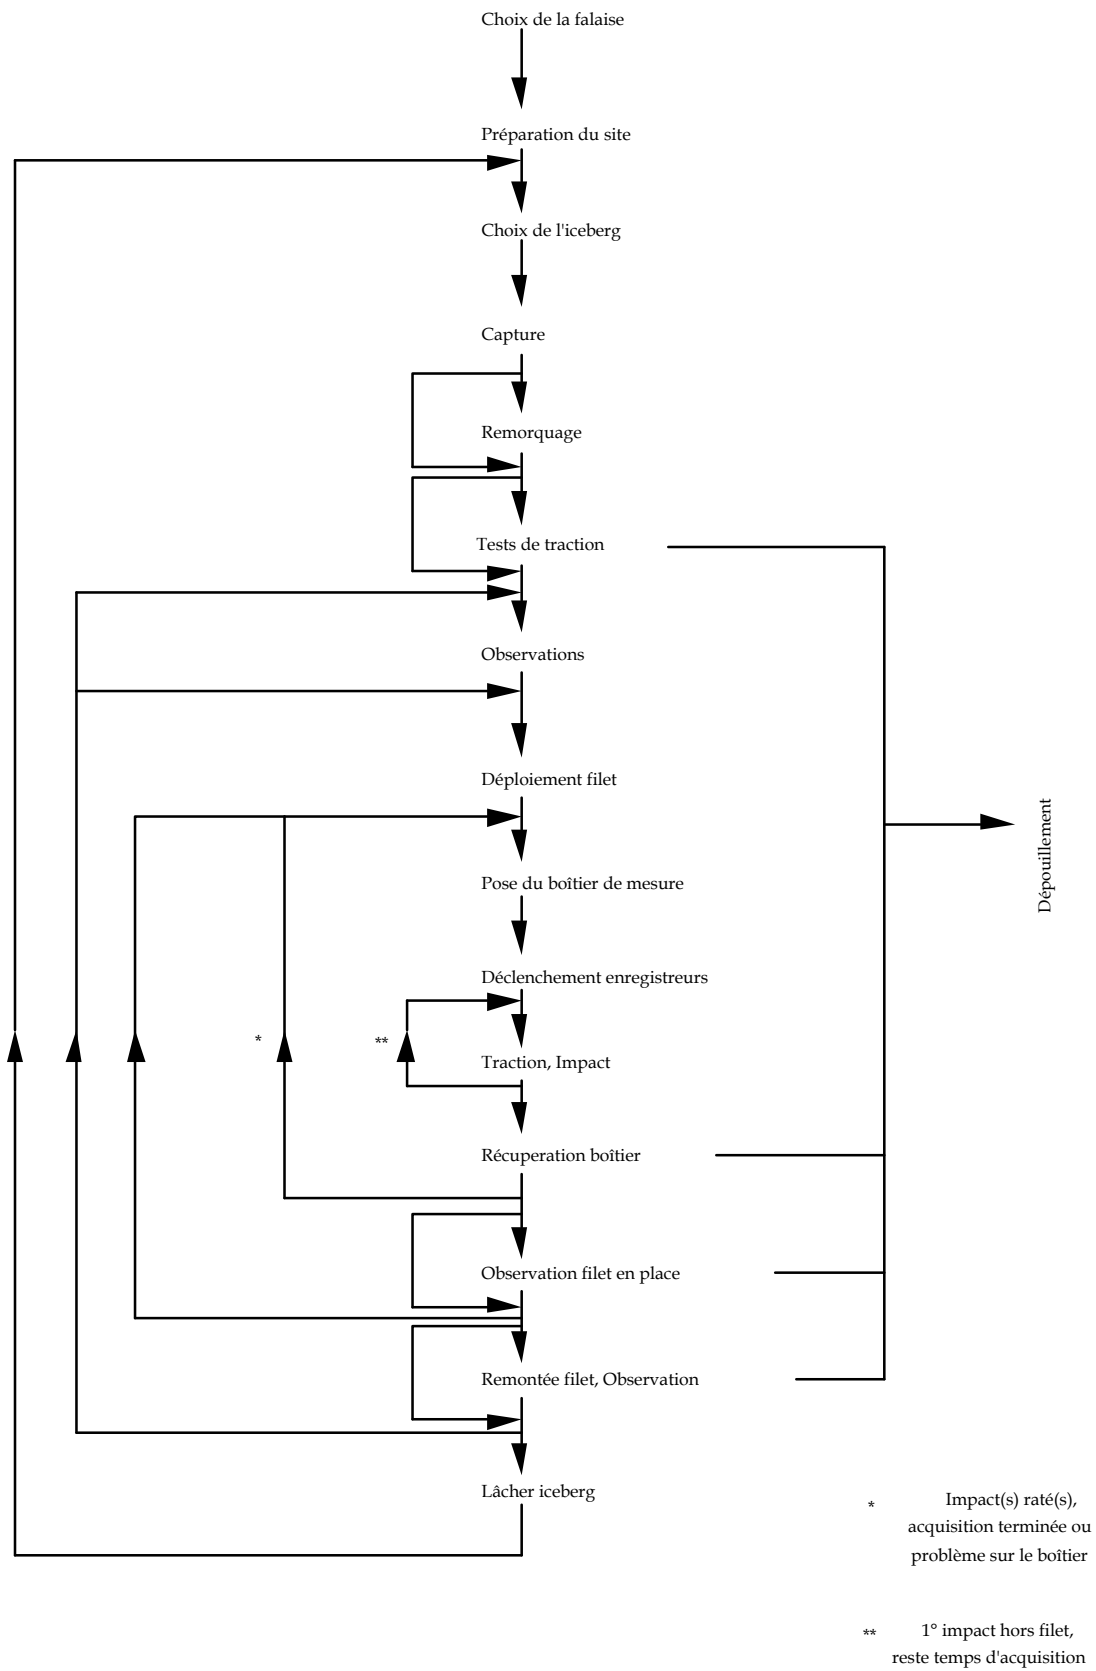 Choix de la falaise
Préparation du site
Choix de l'iceberg
Capture
Remorquage
Tests de traction
Observations
Déploiement filet
Dépouillement
Pose du boîtier de mesure
Déclenchement enregistreurs
*
**
Traction, Impact
Récuperation boîtier
Observation filet en place
Remontée filet, Observation
Lâcher iceberg
* Impact(s) raté(s),
acquisition terminée ou
problème sur le boîtier
** 1° impact hors filet,
reste temps d'acquisition